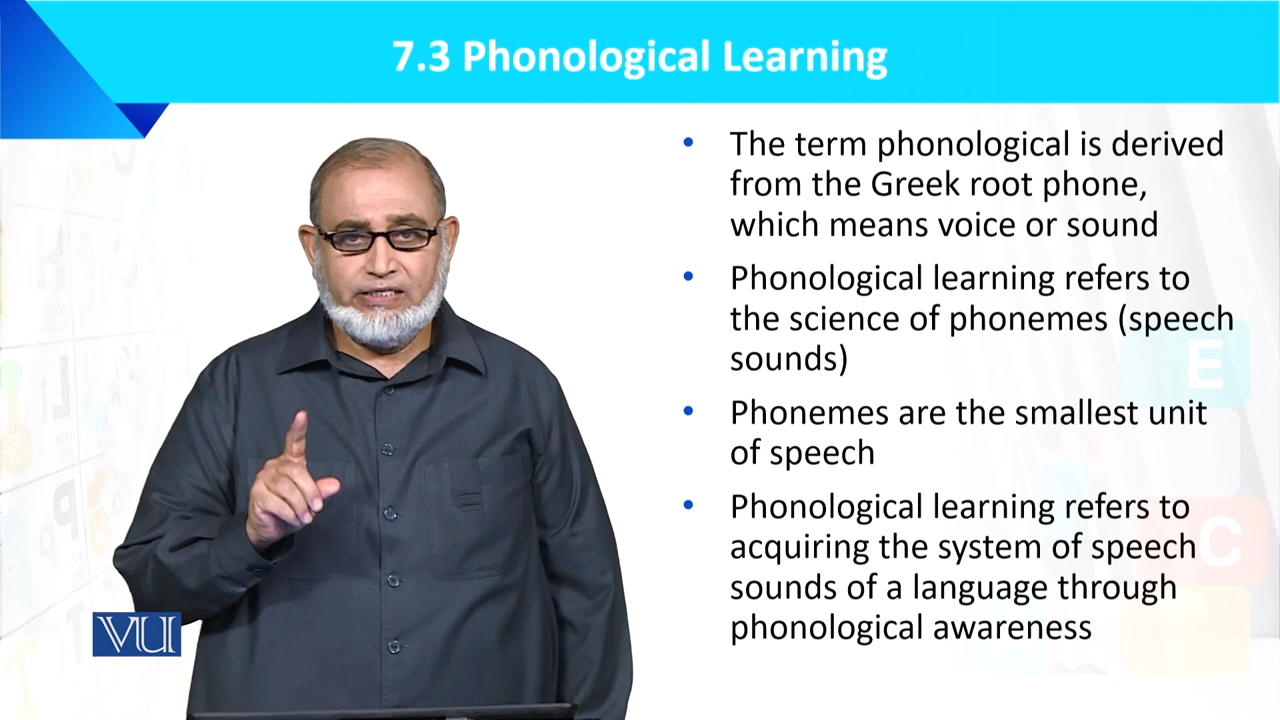 7.3 Phonological Learning
• The term phonological is derived
from the Greek root phone,
which means voice or sound
• Phonological learning refers to
the science of phonemes (speech
sounds)
• Phonemes are the smallest unit
of speech
• Phonological learning refers to
acquiring the system of speech
sounds of a language through
phonological awareness
VU
E
C